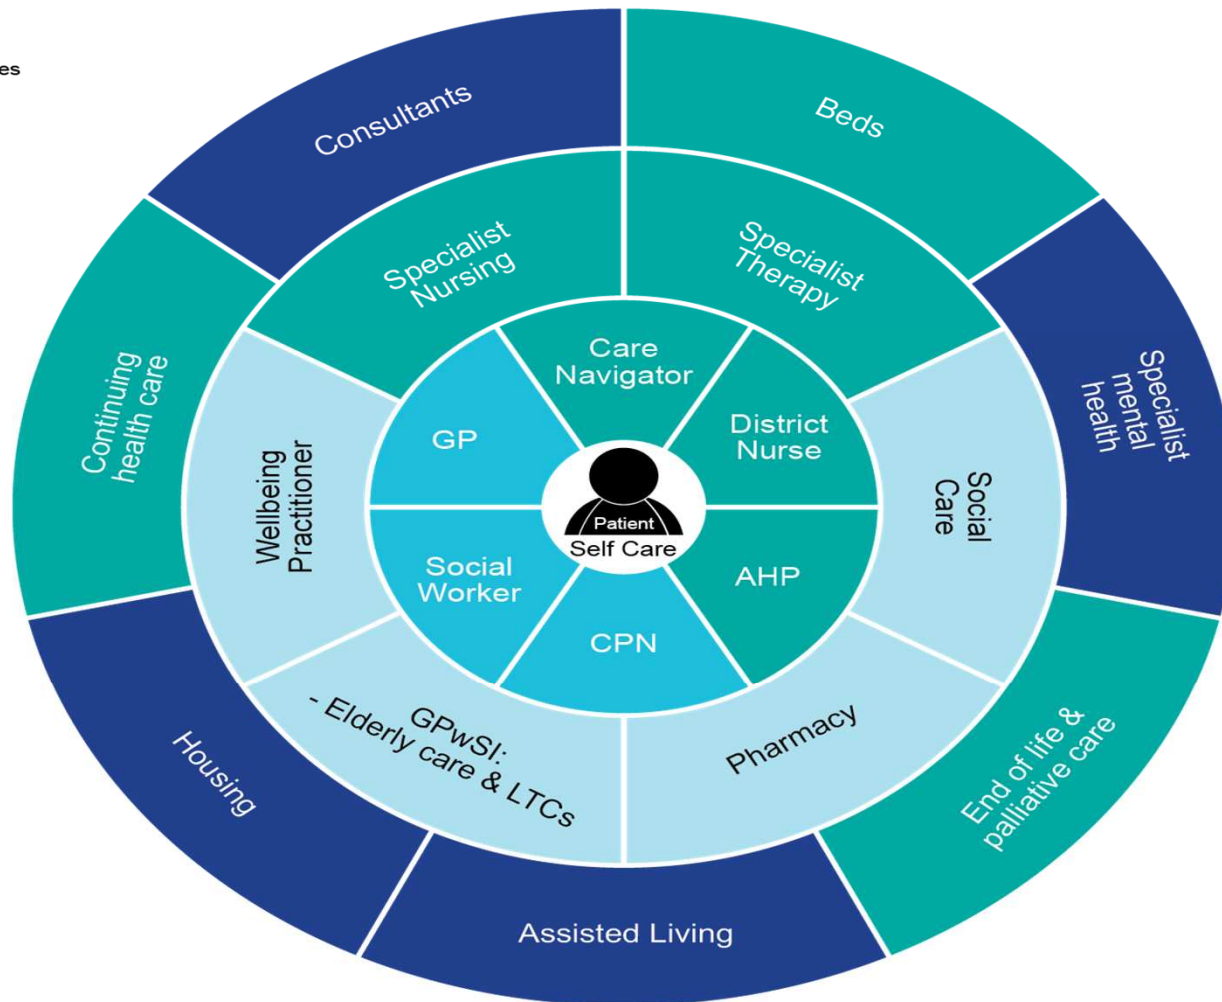 Consultants
Beds
Specialist
Nursing
Specialist
Therapy
Continuing
health care
Specialist
mental
health
Care
Navigator
GP
District
Nurse
Wellbeing
Practitioner
Social
Care
Patient
Self Care
Social
Worker
AHP
CPN
GPwSI:
- Elderly care & LTCs
Pharmacy
Housing
End of life &
palliative care
Assisted Living